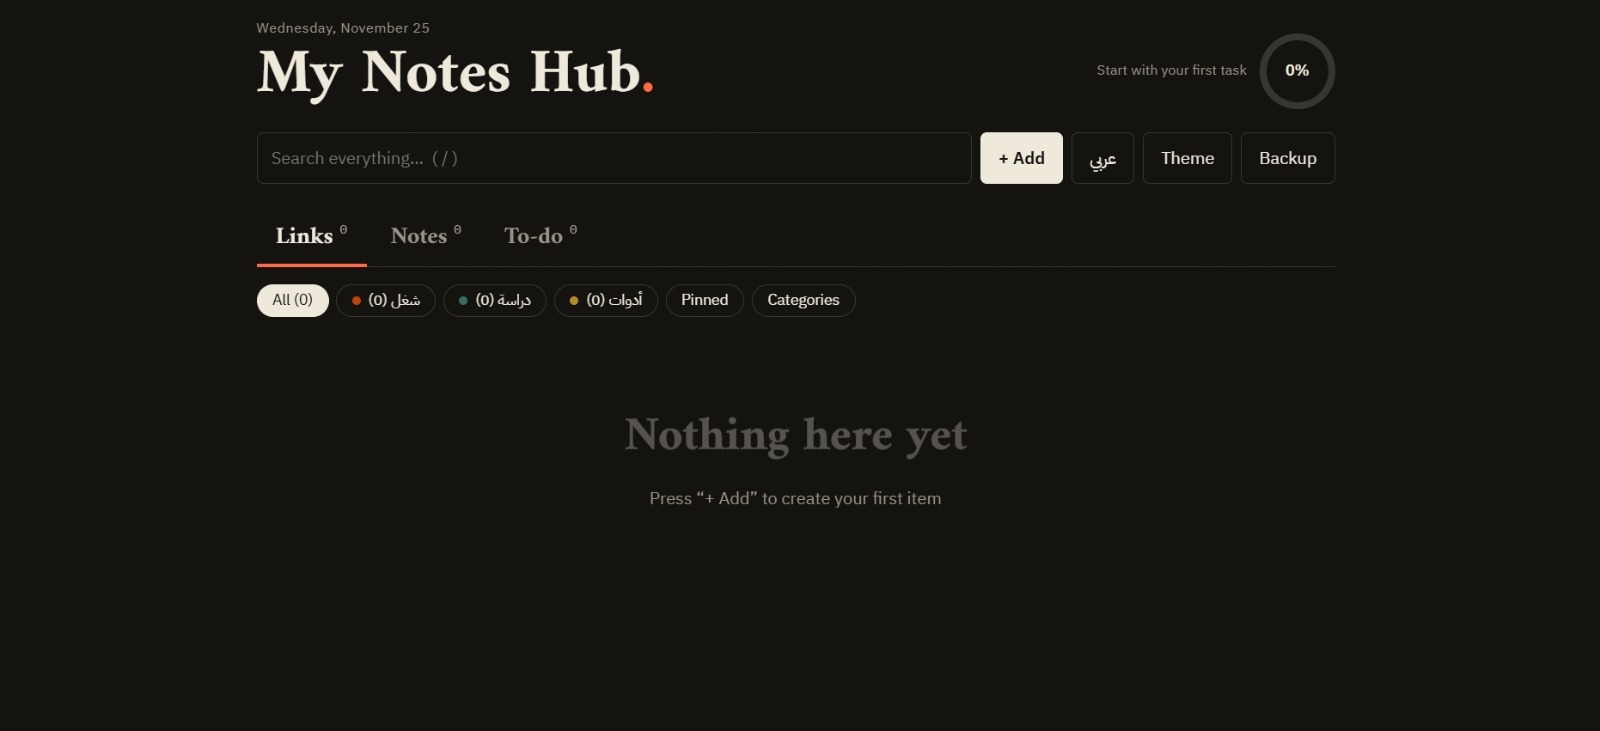 Wednesday, November 25
My Notes Hub.
Start with your first task
0%
Search everything... ( / )
+ Add
عربي
Theme
Backup
Links 0
Notes 0
To-do 0
All (0)
شغل (0)
دراسة (0)
أدوات (0)
Pinned
Categories
Nothing here yet
Press “+ Add” to create your first item